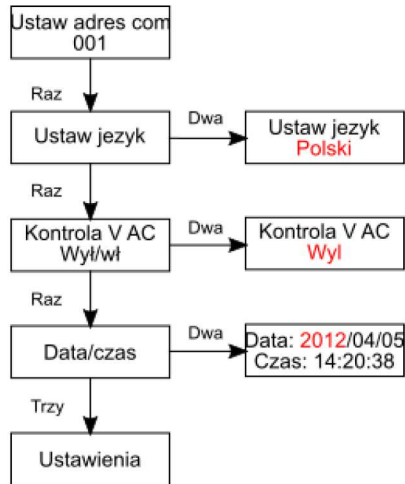 Ustaw adres com
001
Raz
Ustaw jezyk
Dwa
Ustaw jezyk
Polski
Raz
Kontrola V AC
Wył/wł
Dwa
Kontrola V AC
Wyl
Raz
Data/czas
Dwa
Data: 2012/04/05
Czas: 14:20:38
Trzy
Ustawienia